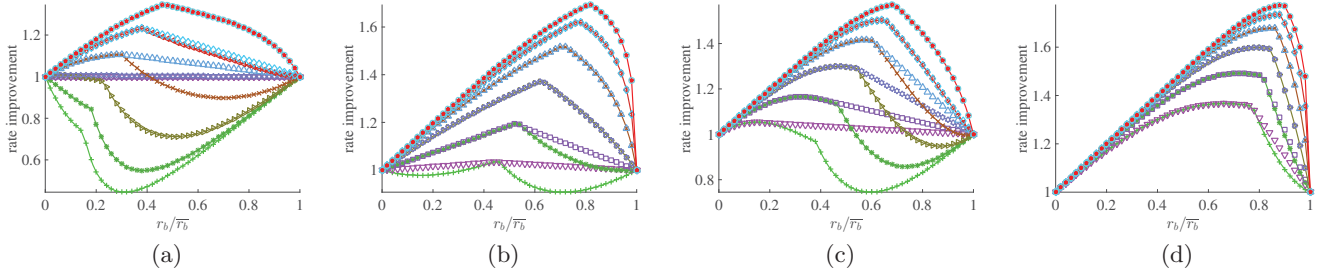 rate improvement
1.2
1
0.8
0.6
0 0.2 0.4 0.6 0.8 1
r_b/\overline{r_b}
(a)
rate improvement
1.6
1.4
1.2
1
0 0.2 0.4 0.6 0.8 1
r_b/\overline{r_b}
(b)
rate improvement
1.4
1.2
1
0.8
0 0.2 0.4 0.6 0.8 1
r_b/\overline{r_b}
(c)
rate improvement
1.6
1.4
1.2
1
0 0.2 0.4 0.6 0.8 1
r_b/\overline{r_b}
(d)